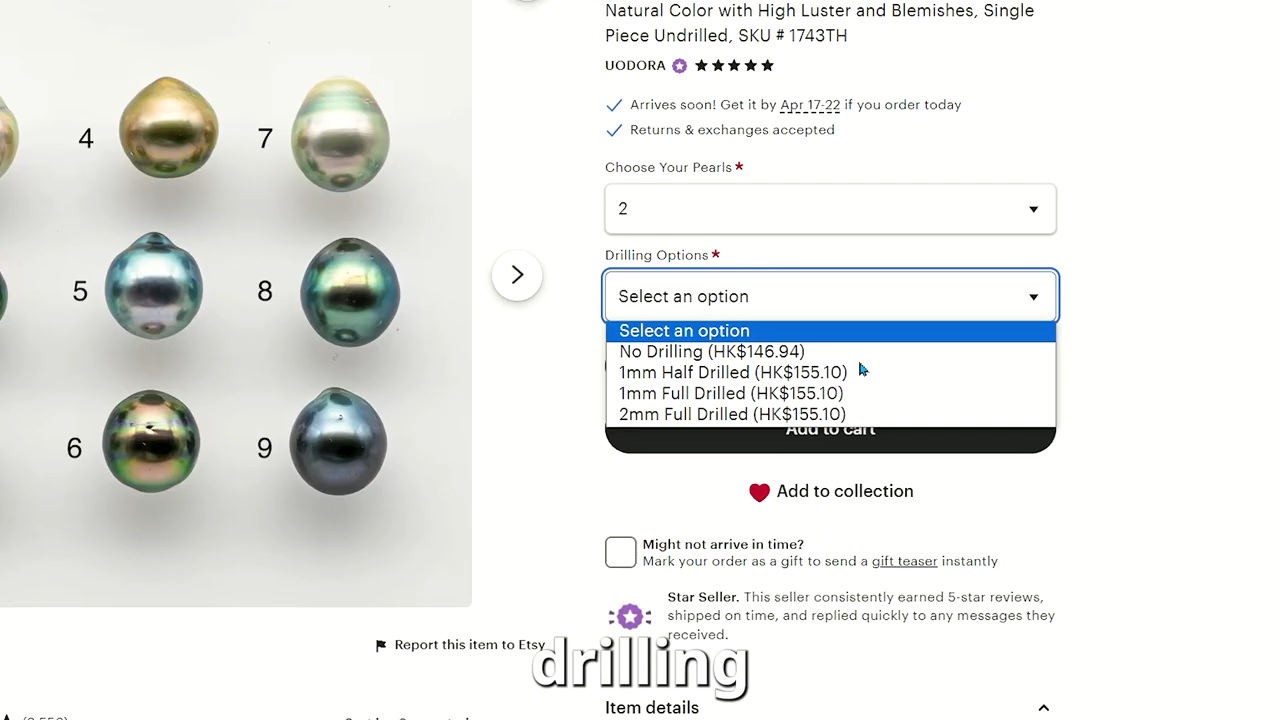 4
7
5
8
6
9
Natural Color with High Luster and Blemishes, Single
Piece Undrilled, SKU # 1743TH
UODORA
Arrives soon! Get it by Apr 17-22 if you order today
Returns & exchanges accepted
Choose Your Pearls *
2
Drilling Options *
Select an option
Select an option
No Drilling (HK$146.94)
1mm Half Drilled (HK$155.10)
1mm Full Drilled (HK$155.10)
2mm Full Drilled (HK$155.10)
Add to cart
Add to collection
Might not arrive in time?
Mark your order as a gift to send a gift teaser instantly
Star Seller. This seller consistently earned 5-star reviews,
shipped on time, and replied quickly to any messages they
received.
Report this item to Etsy
drilling
Item details